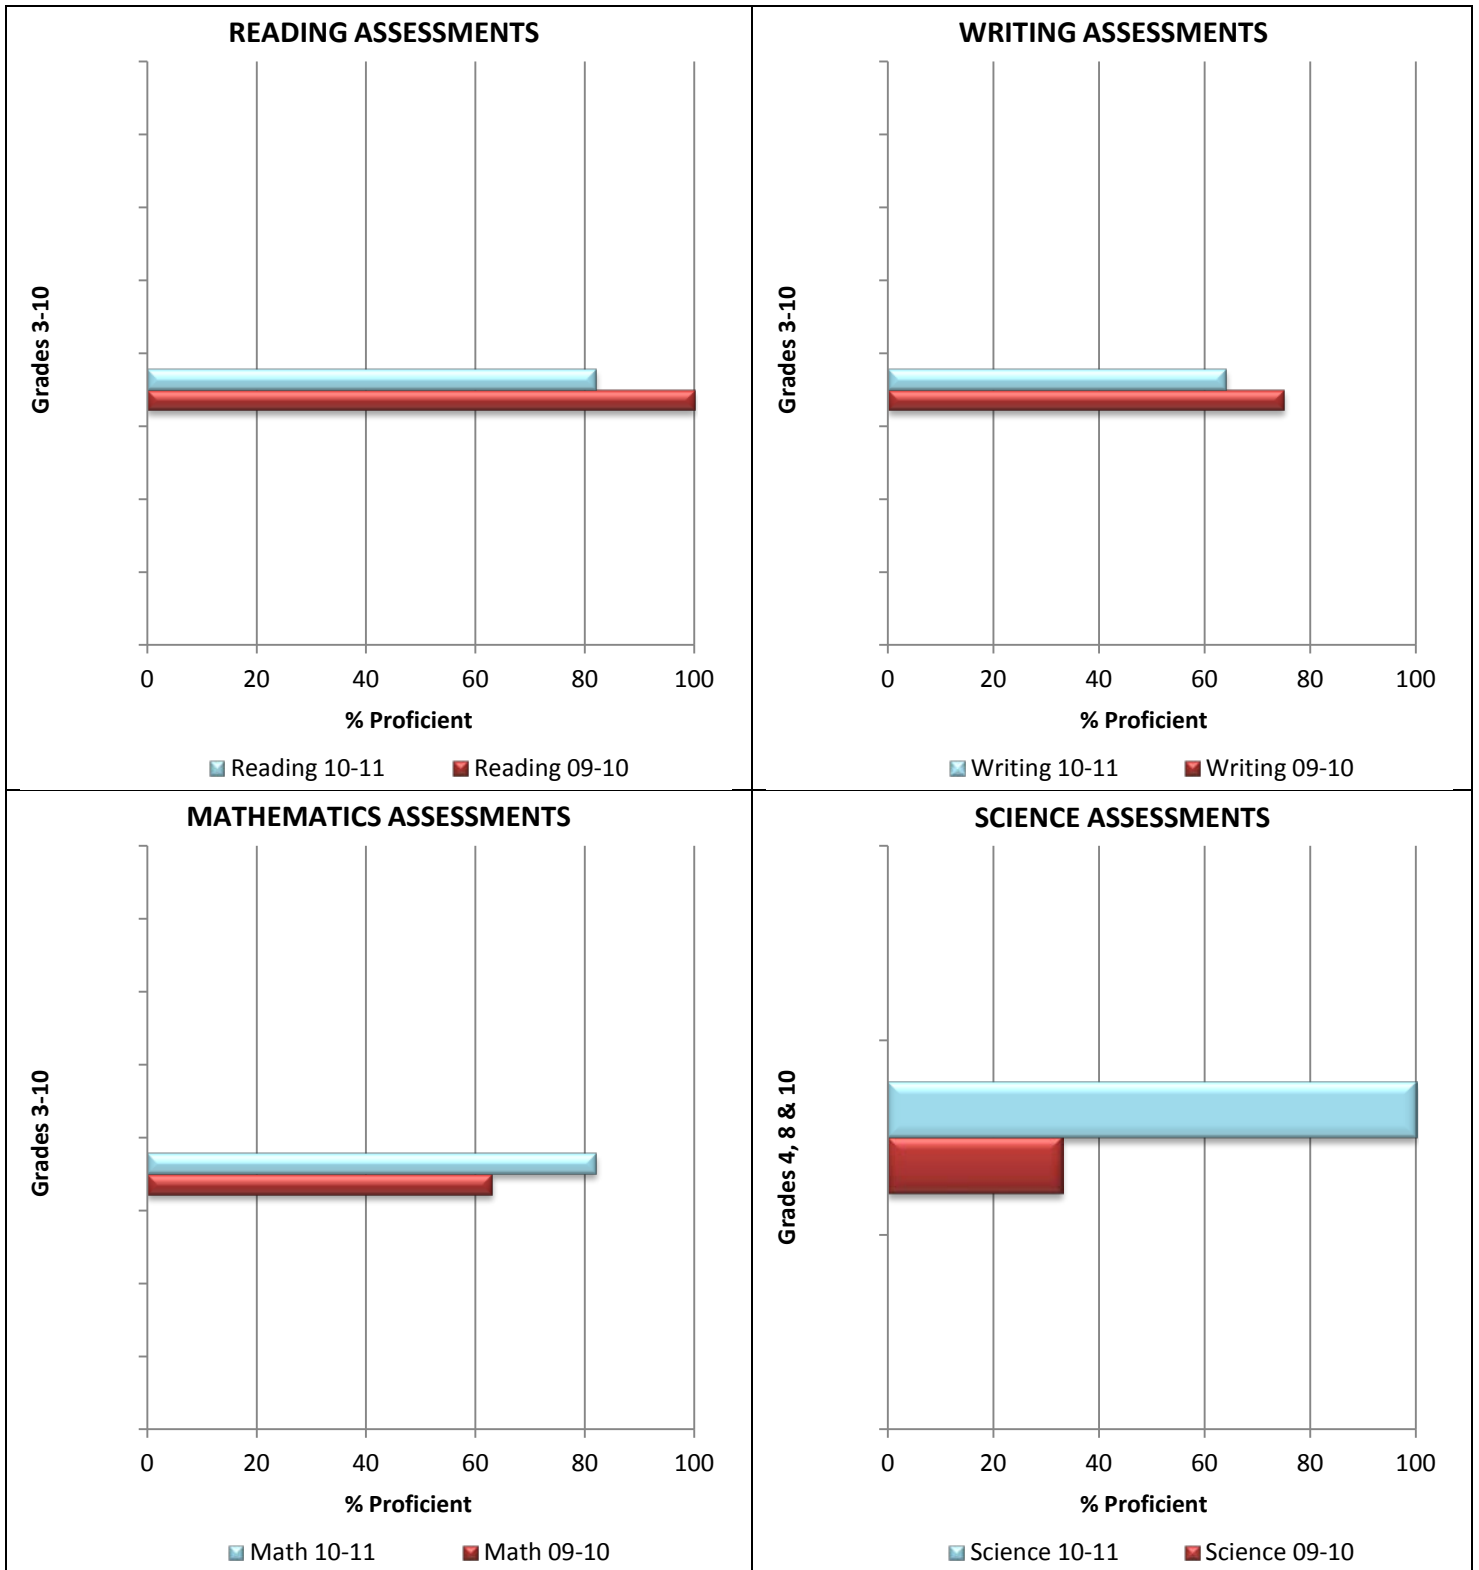 READING ASSESSMENTS
Grades 3-10
0 20 40 60 80 100
% Proficient
Reading 10-11 Reading 09-10
WRITING ASSESSMENTS
Grades 3-10
0 20 40 60 80 100
% Proficient
Writing 10-11 Writing 09-10
MATHEMATICS ASSESSMENTS
Grades 3-10
0 20 40 60 80 100
% Proficient
Math 10-11 Math 09-10
SCIENCE ASSESSMENTS
Grades 4, 8 & 10
0 20 40 60 80 100
% Proficient
Science 10-11 Science 09-10